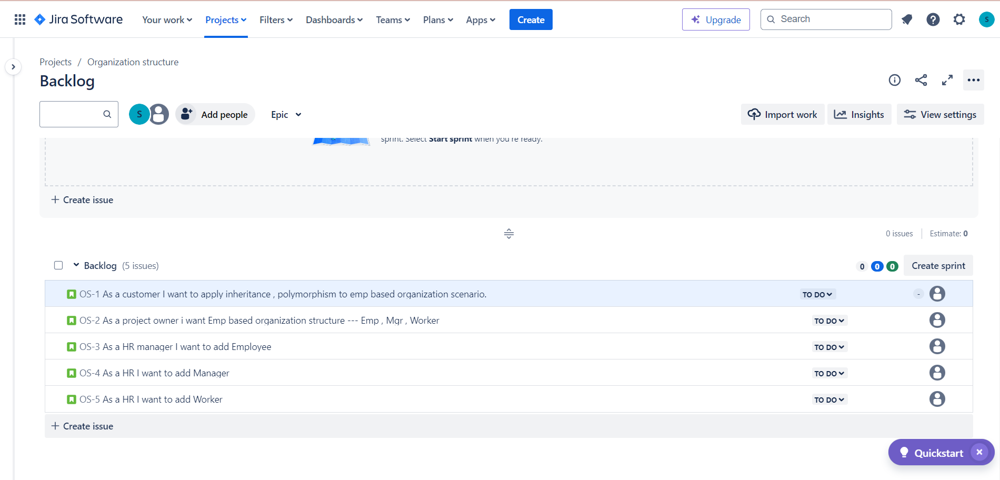 Jira Software Your work Projects Filters Dashboards Teams Plans Apps Create Upgrade Search S
Projects / Organization structure
Backlog
S Add people Epic Import work Insights View settings
sprint. Select Start sprint when you're ready.
+ Create issue
0 issues Estimate: 0
Backlog (5 issues) 0 0 0 Create sprint
OS-1 As a customer I want to apply inheritance , polymorphism to emp based organization scenario. TO DO -
OS-2 As a project owner i want Emp based organization structure --- Emp , Mgr , Worker TO DO
OS-3 As a HR manager I want to add Employee TO DO
OS-4 As a HR I want to add Manager TO DO
OS-5 As a HR I want to add Worker TO DO
+ Create issue
Quickstart